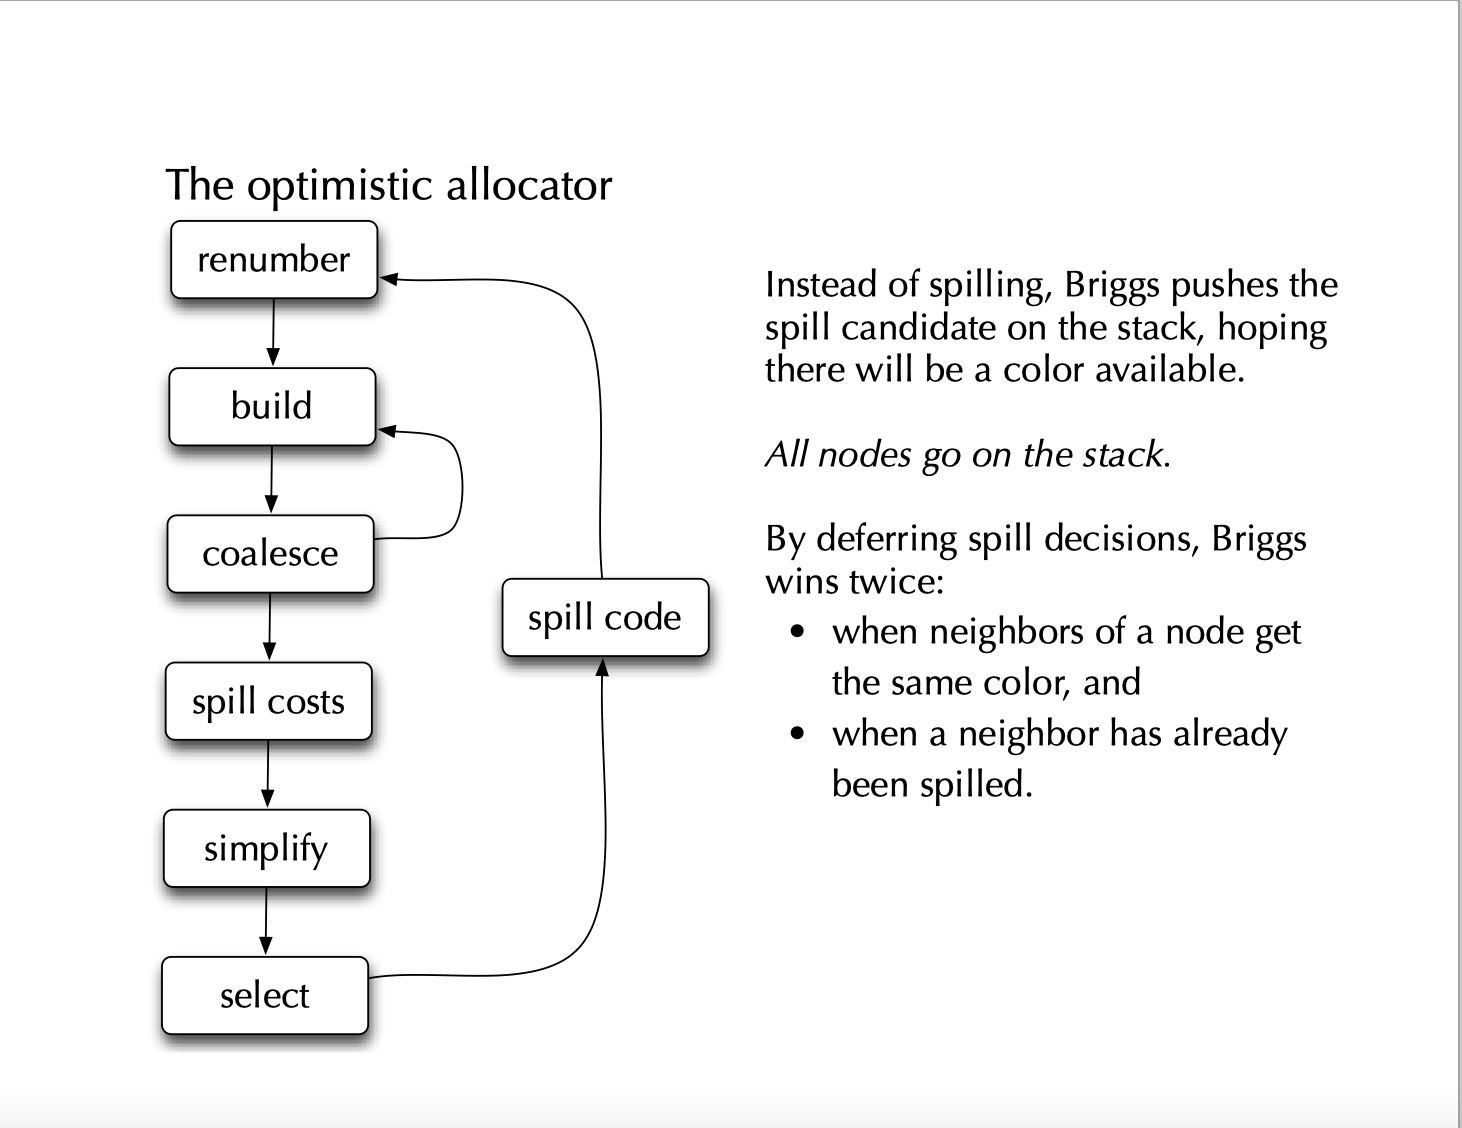 The optimistic allocator
renumber
build
coalesce
spill costs
simplify
select
spill code
Instead of spilling, Briggs pushes the
spill candidate on the stack, hoping
there will be a color available.
All nodes go on the stack.
By deferring spill decisions, Briggs
wins twice:
• when neighbors of a node get
the same color, and
• when a neighbor has already
been spilled.